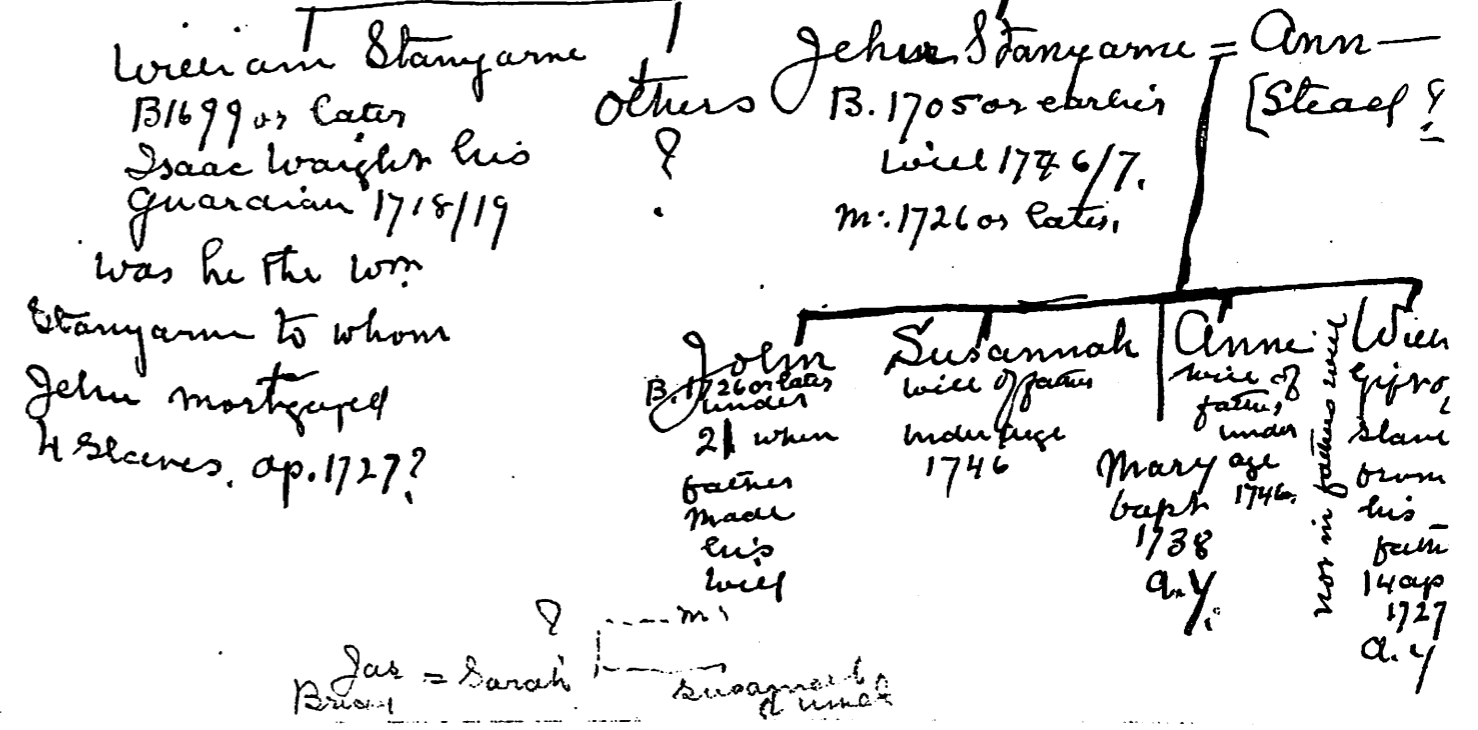 William Stanyarne
B1699 or later
Isaac Waight his
Guardian 1718/19
was he the Wm
Stanyarne to whom
John mortgaged
4 Slaves. ap. 1727?
others
?
John Stanyarne = Ann —
B. 1705 or earlier
[Stead ?
will 1746/7.
m: 1726 or later.
John
B. 1726 or later
under
21 when
father
made
his
will
Susannah
will of father
under age
1746
Mary
bapt
1738
a.y.
Anne
will of
father
under
age
1746.
not in fathers will
Will
slave
from
his
fath
14 ap
1727
a.y
?
m:
Jas = Sarah
Susannah
d unm